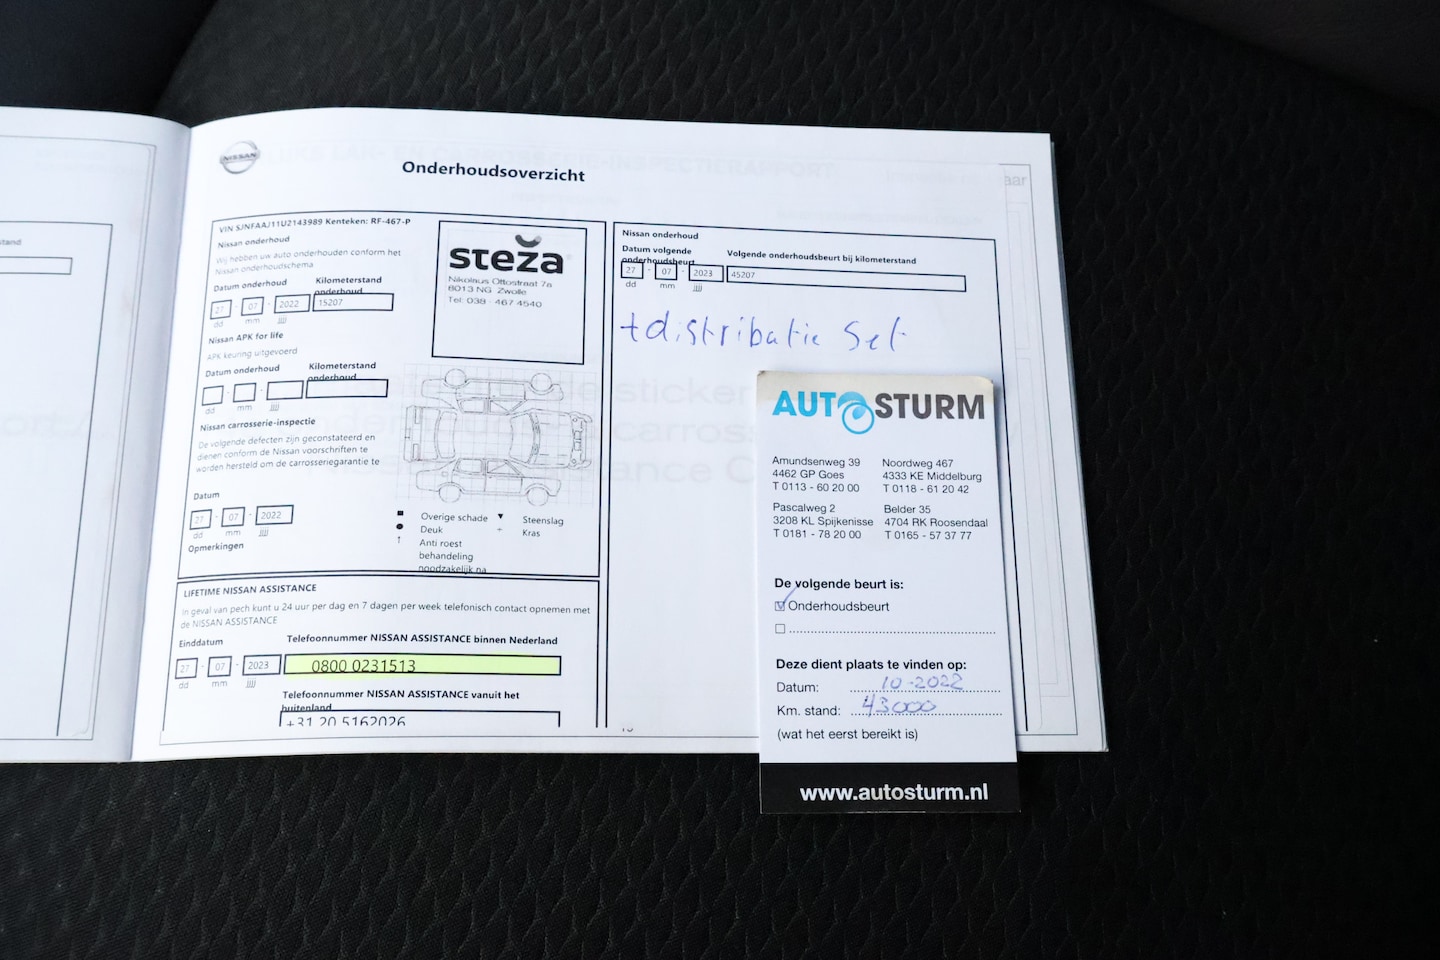 NISSAN
Onderhoudsoverzicht
VIN SJNFAAJ11U2143989 Kenteken: RF-467-P
Nissan onderhoud
Wij hebben uw auto onderhouden conform het
Nissan onderhoudschema
Datum onderhoud
Kilometerstand
onderhoud
27 - 07 - 2022
15207
dd mm jjjj
Nissan APK for life
APK keuring uitgevoerd
Datum onderhoud
Kilometerstand
onderhoud
dd mm jjjj
Nissan carrosserie-inspectie
De volgende defecten zijn geconstateerd en
dienen conform de Nissan voorschriften te
worden hersteld om de carrosseriegarantie te
Datum
27 - 07 - 2022
dd mm jjjj
Opmerkingen
steža
Nikolaus Ottostraat 7a
8013 NG Zwolle
Tel: 038 - 467 4540
Overige schade
Deuk
Anti roest
behandeling
noodzakelijk na
Steenslag
Kras
LIFETIME NISSAN ASSISTANCE
In geval van pech kunt u 24 uur per dag en 7 dagen per week telefonisch contact opnemen met
de NISSAN ASSISTANCE
Einddatum
27 - 07 - 2023
dd mm jjjj
Telefoonnummer NISSAN ASSISTANCE binnen Nederland
0800 0231513
Telefoonnummer NISSAN ASSISTANCE vanuit het
buitenland
+31 20 5162026
Nissan onderhoud
Datum volgende
onderhoudsbeurt
Volgende onderhoudsbeurt bij kilometerstand
27 - 07 - 2023
45207
dd mm jjjj
+distributie set
AUTOSTURM
Amundsenweg 39
4462 GP Goes
T 0113 - 60 20 00
Noordweg 467
4333 KE Middelburg
T 0118 - 61 20 42
Pascalweg 2
3208 KL Spijkenisse
T 0181 - 78 20 00
Belder 35
4704 RK Roosendaal
T 0165 - 57 37 77
De volgende beurt is:
Onderhoudsbeurt
Deze dient plaats te vinden op:
Datum: 10-2022
Km. stand: 43000
(wat het eerst bereikt is)
www.autosturm.nl